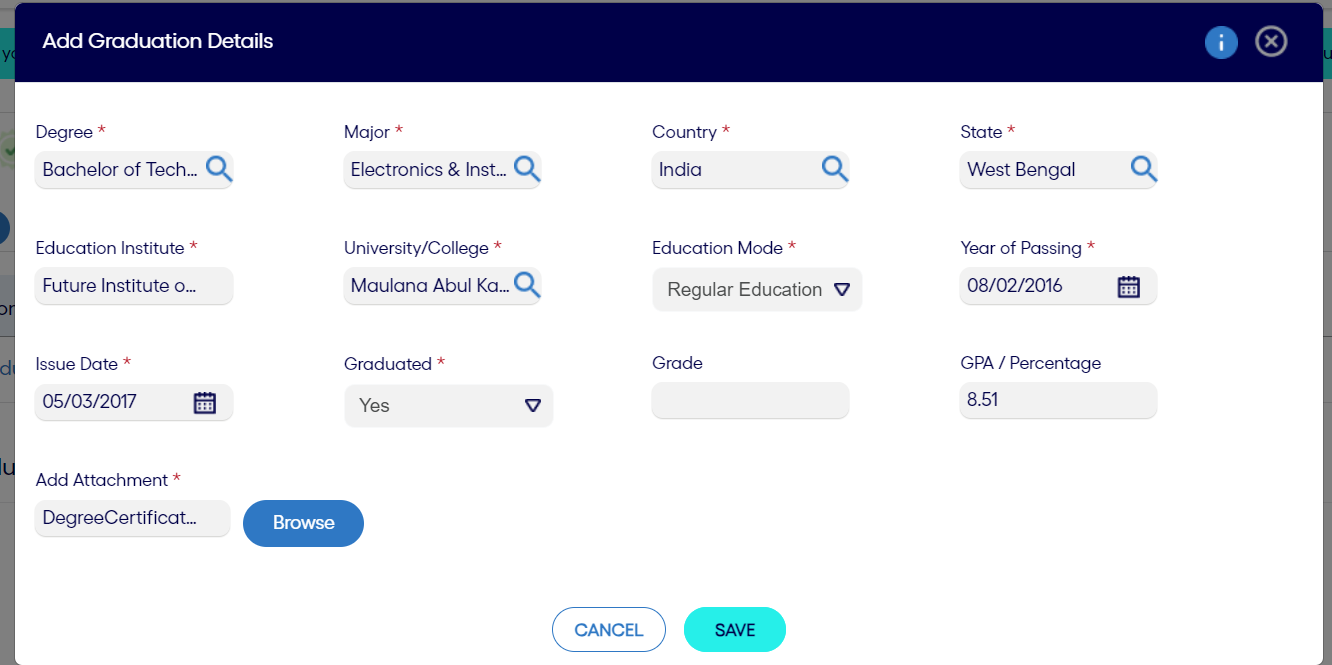 Add Graduation Details
Degree * Major * Country * State *
Bachelor of Tech... Electronics & Inst... India West Bengal
Education Institute * University/College * Education Mode * Year of Passing *
Future Institute o... Maulana Abul Ka... Regular Education 08/02/2016
Issue Date * Graduated * Grade GPA / Percentage
05/03/2017 Yes 8.51
Add Attachment *
DegreeCertificat... Browse
CANCEL SAVE